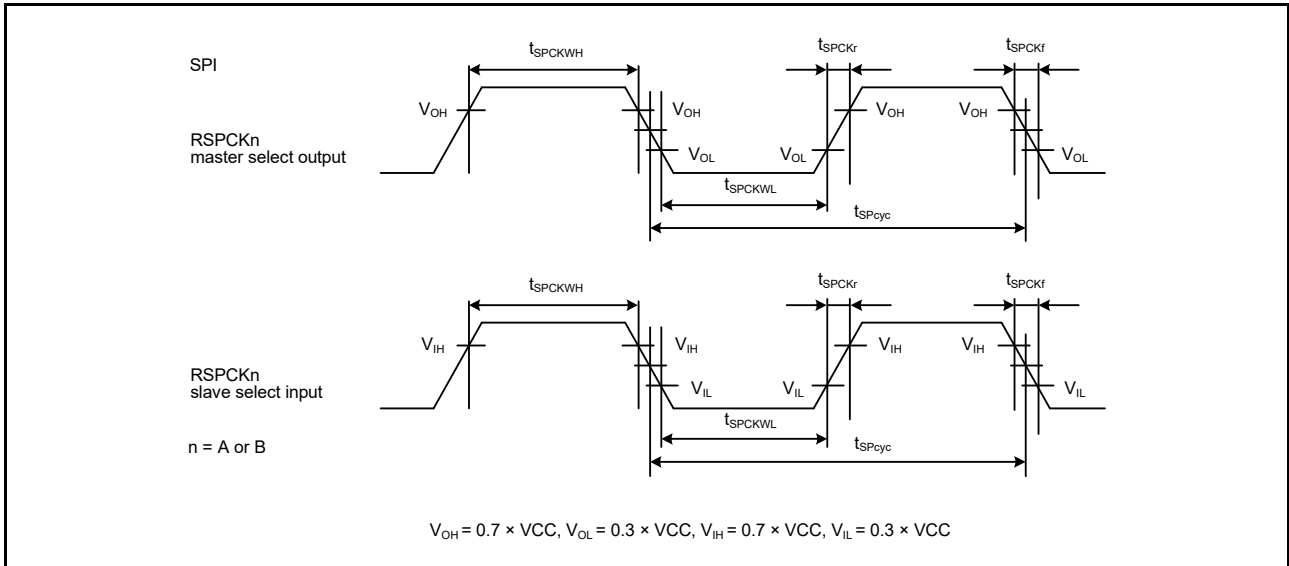 SPI
tSPCKWH
tSPCKr
tSPCKf
VOH
VOH
VOH
VOH
RSPCKn
master select output
VOL
VOL
VOL
tSPCKWL
tSPcyc
tSPCKWH
tSPCKr
tSPCKf
VIH
VIH
VIH
VIH
RSPCKn
slave select input
VIL
VIL
VIL
tSPCKWL
tSPcyc
n = A or B
VOH = 0.7 × VCC, VOL = 0.3 × VCC, VIH = 0.7 × VCC, VIL = 0.3 × VCC